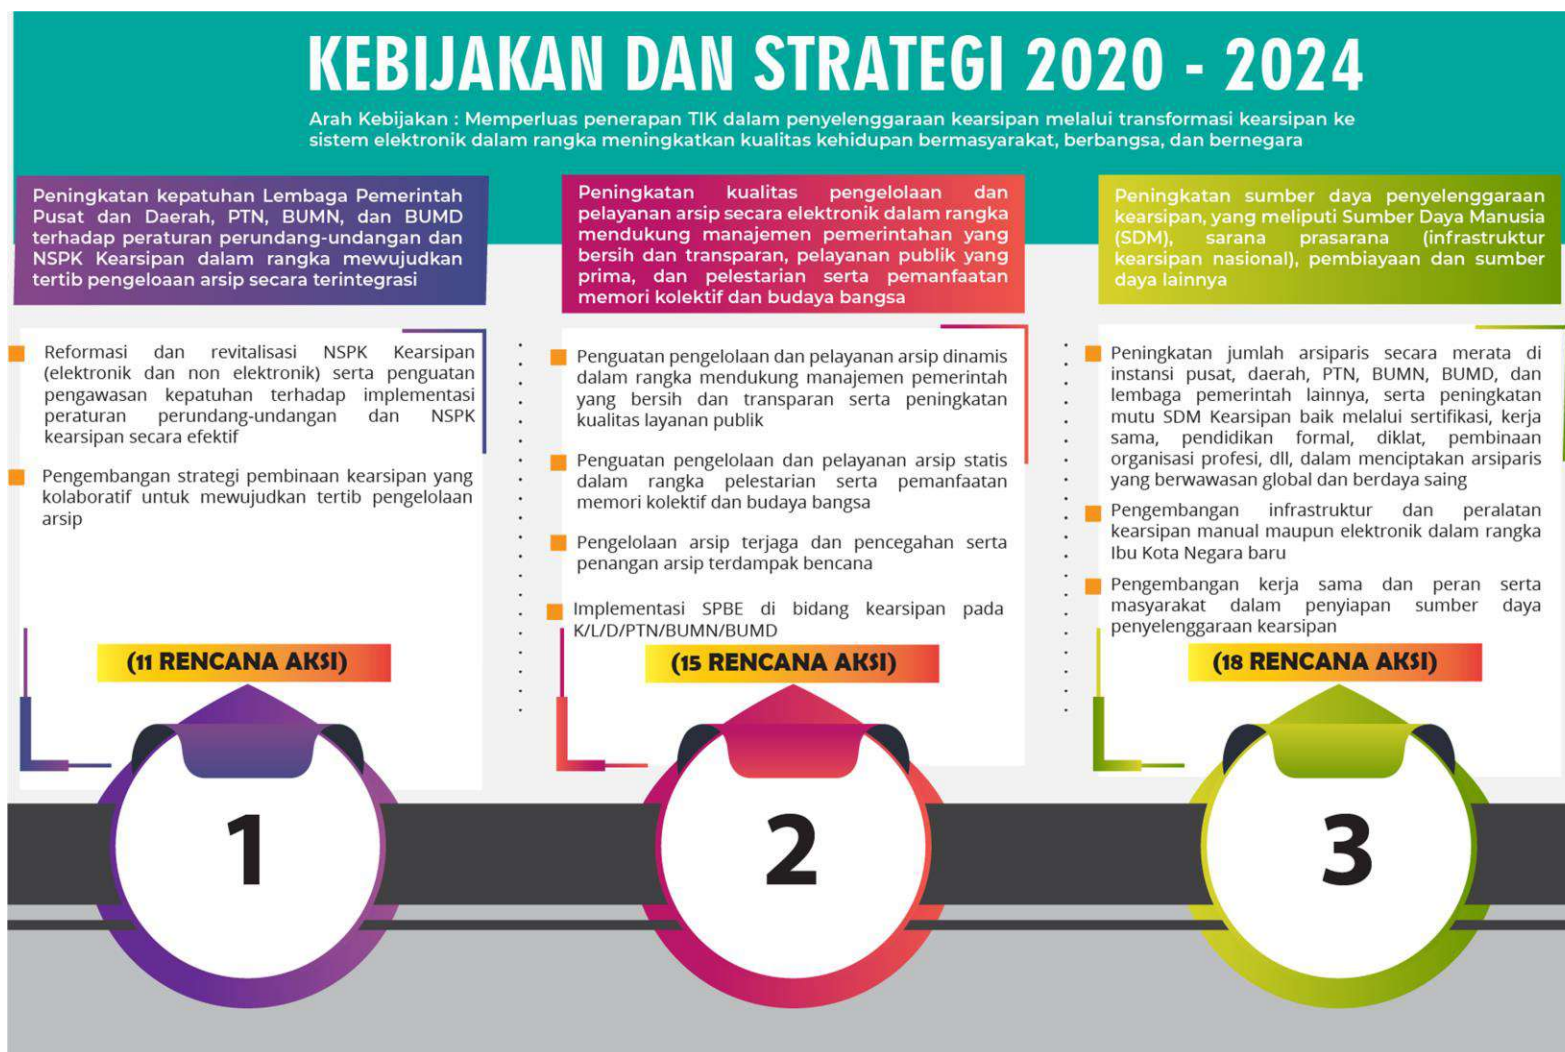 KEBIJAKAN DAN STRATEGI 2020 - 2024
Arah Kebijakan : Memperluas penerapan TIK dalam penyelenggaraan kearsipan melalui transformasi kearsipan ke
sistem elektronik dalam rangka meningkatkan kualitas kehidupan bermasyarakat, berbangsa, dan bernegara
Peningkatan kepatuhan Lembaga Pemerintah
Pusat dan Daerah, PTN, BUMN, dan BUMD
terhadap peraturan perundang-undangan dan
NSPK Kearsipan dalam rangka mewujudkan
tertib pengeloaan arsip secara terintegrasi
Reformasi dan revitalisasi NSPK Kearsipan
(elektronik dan non elektronik) serta penguatan
pengawasan kepatuhan terhadap implementasi
peraturan perundang-undangan dan NSPK
kearsipan secara efektif
Pengembangan strategi pembinaan kearsipan yang
kolaboratif untuk mewujudkan tertib pengelolaan
arsip
(11 RENCANA AKSI)
1
Peningkatan kualitas pengelolaan dan
pelayanan arsip secara elektronik dalam rangka
mendukung manajemen pemerintahan yang
bersih dan transparan, pelayanan publik yang
prima, dan pelestarian serta pemanfaatan
memori kolektif dan budaya bangsa
Penguatan pengelolaan dan pelayanan arsip dinamis
dalam rangka mendukung manajemen pemerintah
yang bersih dan transparan serta peningkatan
kualitas layanan publik
Penguatan pengelolaan dan pelayanan arsip statis
dalam rangka pelestarian serta pemanfaatan
memori kolektif dan budaya bangsa
Pengelolaan arsip terjaga dan pencegahan serta
penangan arsip terdampak bencana
Implementasi SPBE di bidang kearsipan pada
K/L/D/PTN/BUMN/BUMD
(15 RENCANA AKSI)
2
Peningkatan sumber daya penyelenggaraan
kearsipan, yang meliputi Sumber Daya Manusia
(SDM), sarana prasarana (infrastruktur
kearsipan nasional), pembiayaan dan sumber
daya lainnya
Peningkatan jumlah arsiparis secara merata di
instansi pusat, daerah, PTN, BUMN, BUMD, dan
lembaga pemerintah lainnya, serta peningkatan
mutu SDM Kearsipan baik melalui sertifikasi, kerja
sama, pendidikan formal, diklat, pembinaan
organisasi profesi, dll, dalam menciptakan arsiparis
yang berwawasan global dan berdaya saing
Pengembangan infrastruktur dan peralatan
kearsipan manual maupun elektronik dalam rangka
Ibu Kota Negara baru
Pengembangan kerja sama dan peran serta
masyarakat dalam penyiapan sumber daya
penyelenggaraan kearsipan
(18 RENCANA AKSI)
3